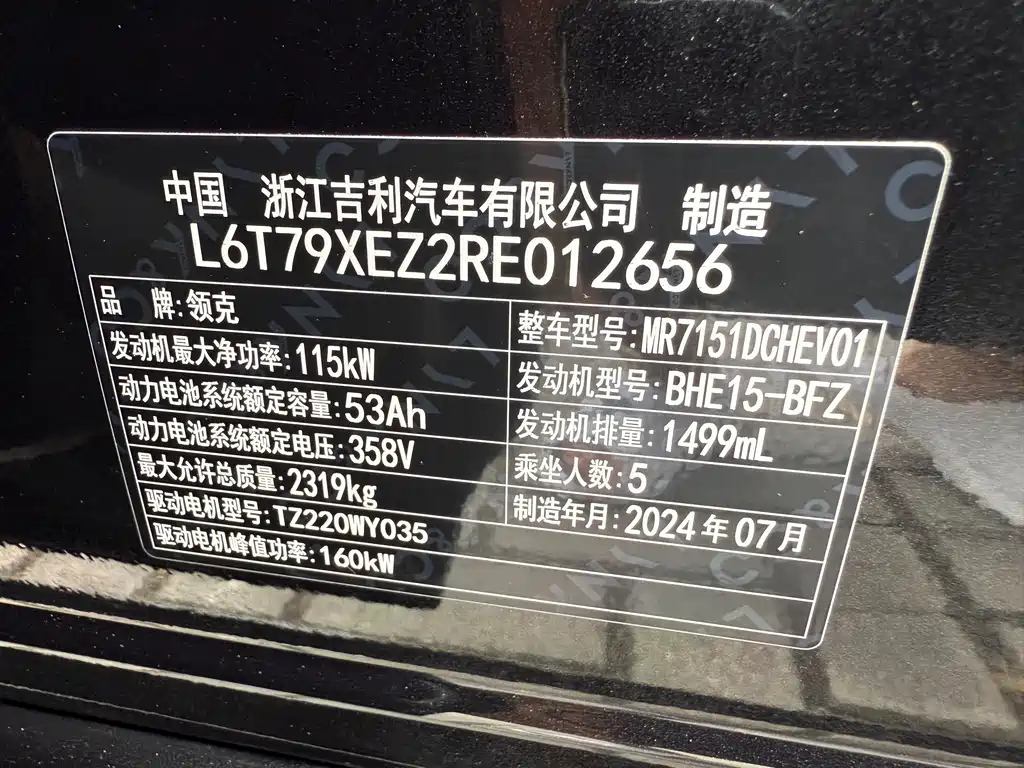 中国 浙江吉利汽车有限公司 制造
L6T79XEZ2RE012656
品 牌:领克
整车型号:MR7151DCHEV01
发动机最大净功率:115kW
发动机型号:BHE15-BFZ
动力电池系统额定容量:53Ah
发动机排量:1499mL
动力电池系统额定电压:358V
乘坐人数:5
最大允许总质量:2319kg
制造年月:2024年07月
驱动电机型号:TZ220WY035
驱动电机峰值功率:160kW